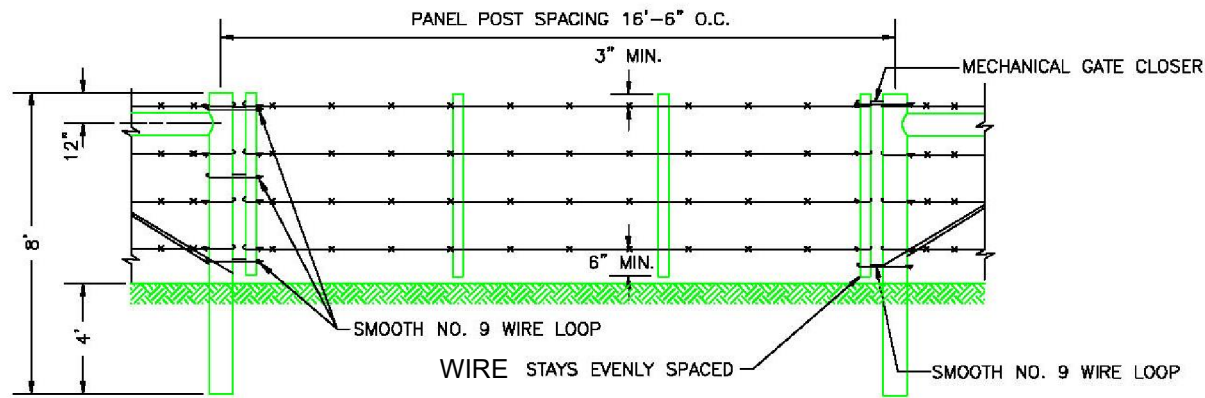 PANEL POST SPACING 16'-6" O.C.
3" MIN.
MECHANICAL GATE CLOSER
12"
8'
6" MIN.
4'
SMOOTH NO. 9 WIRE LOOP
WIRE STAYS EVENLY SPACED
SMOOTH NO. 9 WIRE LOOP